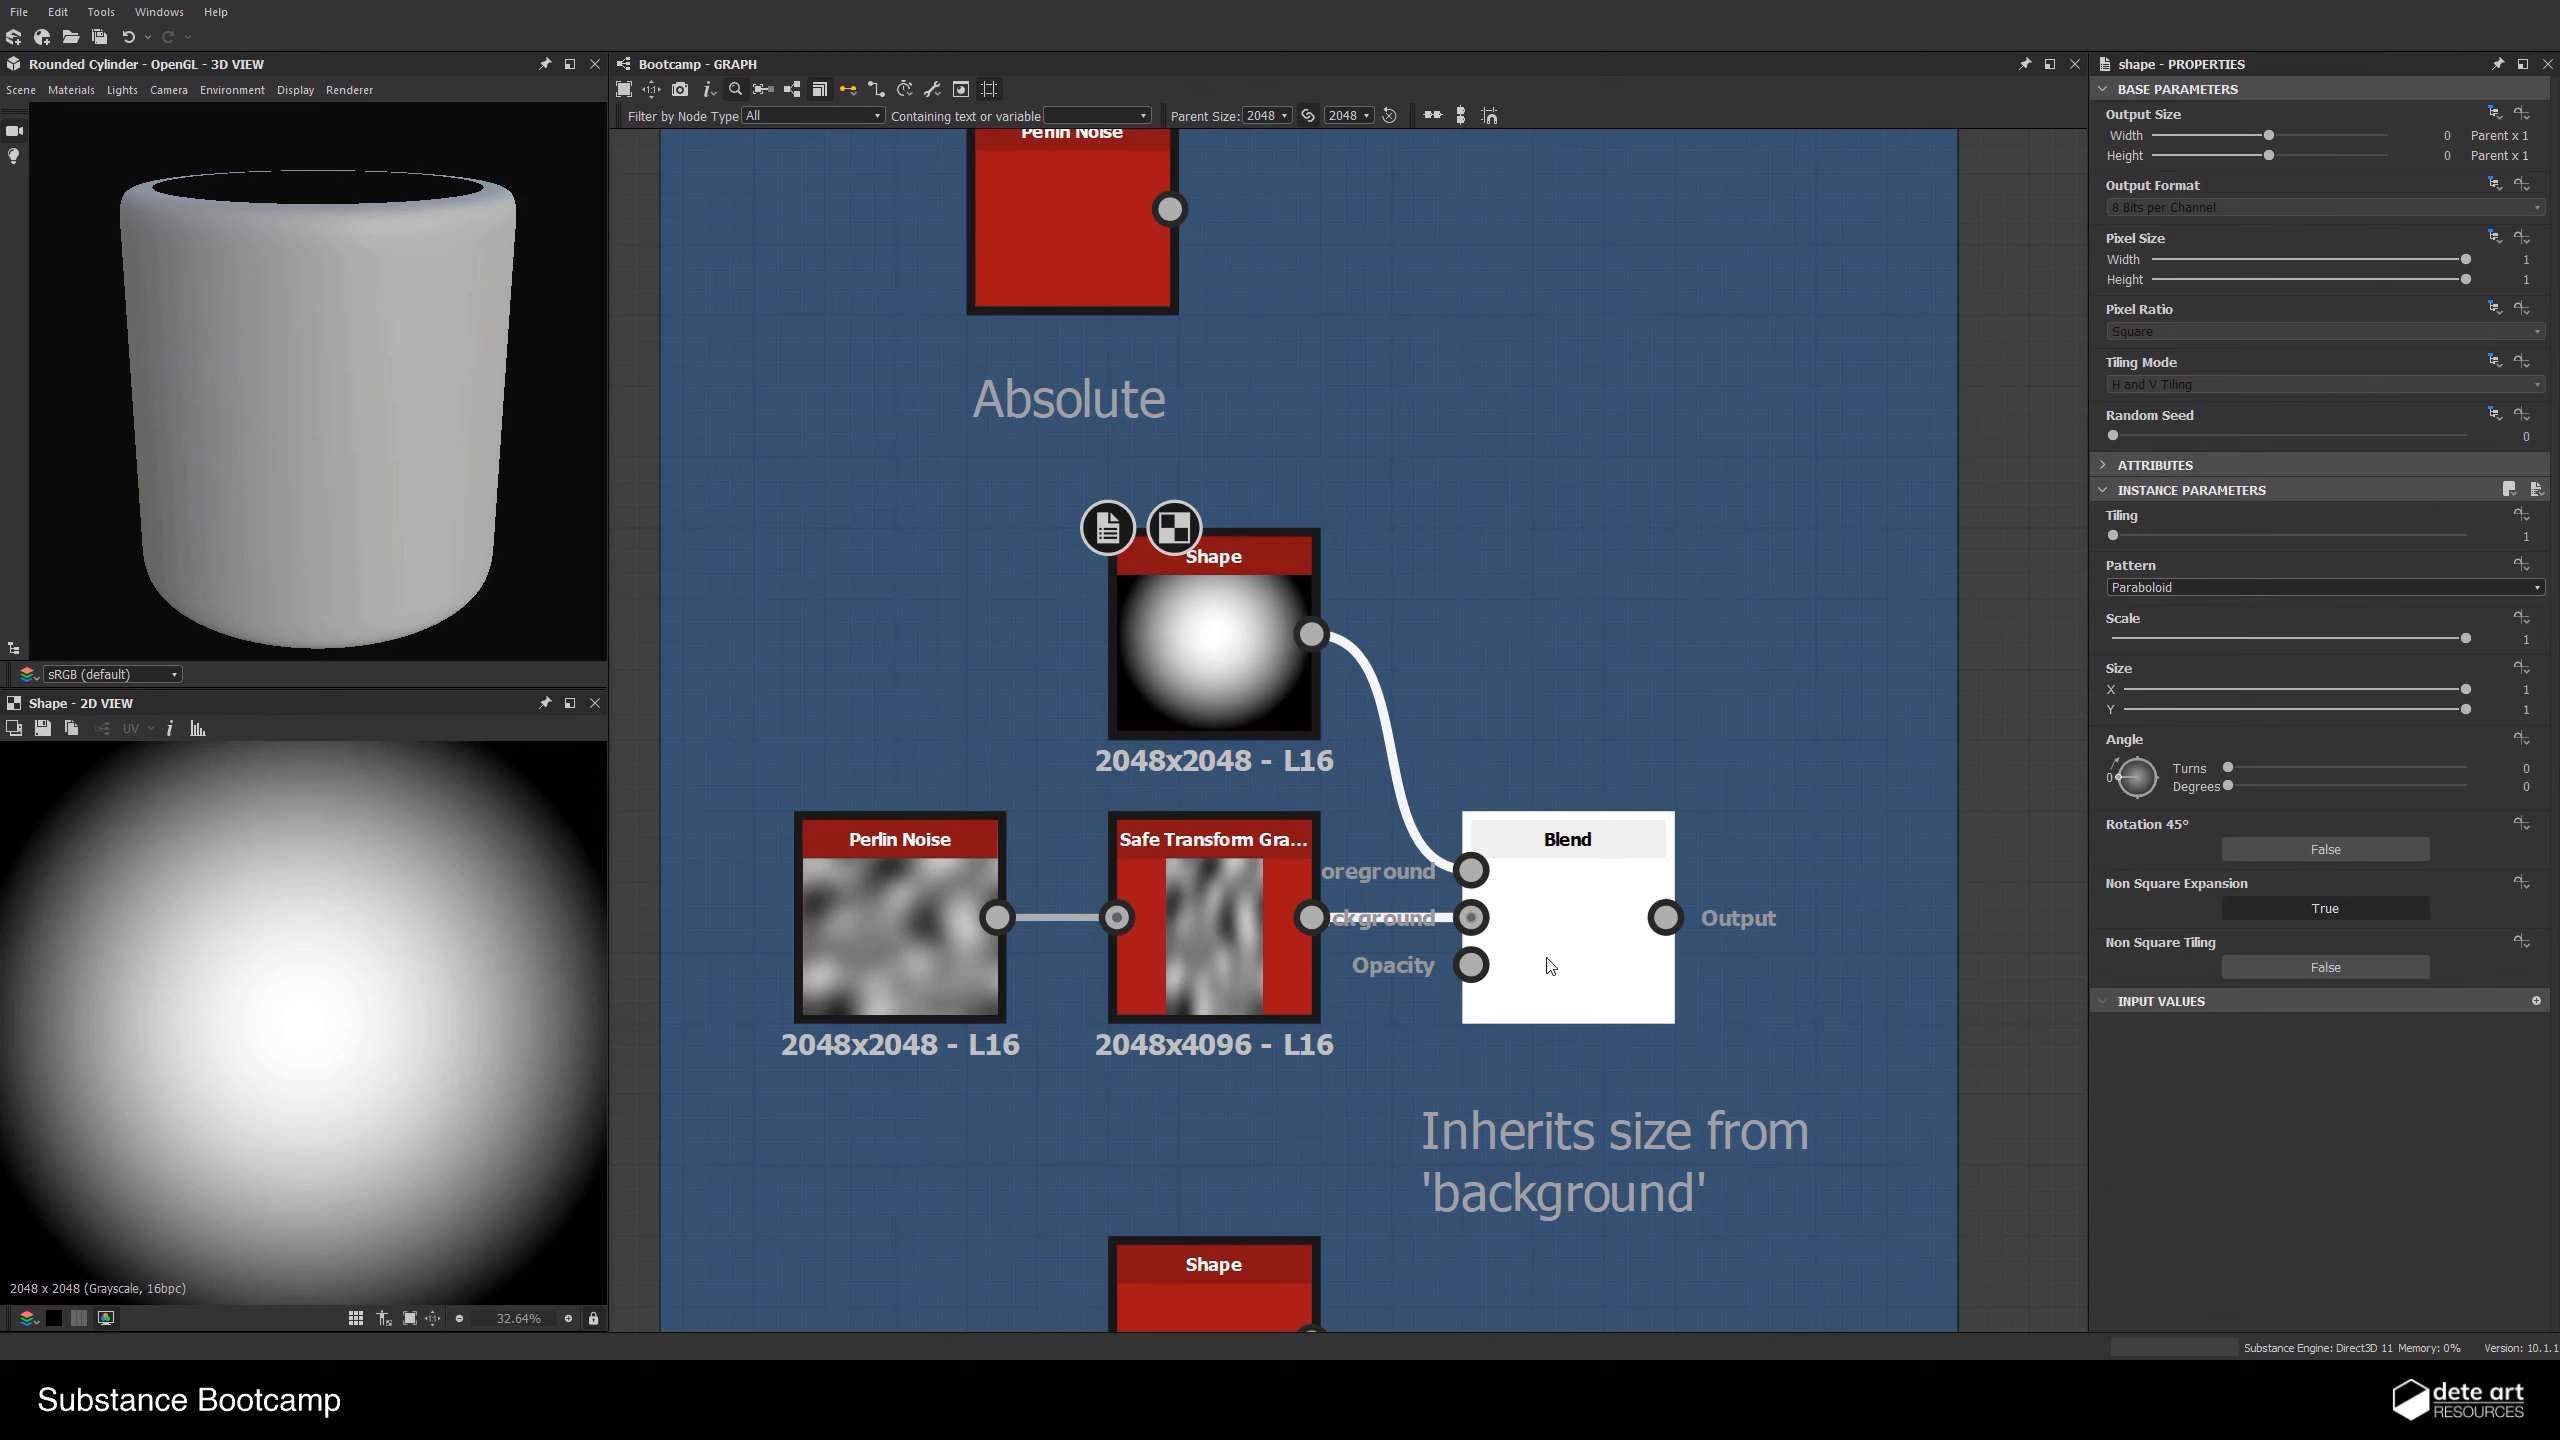 File Edit Tools Windows Help
Rounded Cylinder - OpenGL - 3D VIEW
Scene Materials Lights Camera Environment Display Renderer
sRGB (default)
Shape - 2D VIEW
UV
2048 x 2048 (Grayscale, 16bpc)
32.64%
Bootcamp - GRAPH
Filter by Node Type All Containing text or variable Parent Size: 2048 2048
Perlin Noise
Absolute
Shape
2048x2048 - L16
Perlin Noise
2048x2048 - L16
Safe Transform Gra...
2048x4096 - L16
Blend
oreground
ckground
Opacity
Output
Inherits size from
'background'
Shape
shape - PROPERTIES
BASE PARAMETERS
Output Size
Width 0 Parent x 1
Height 0 Parent x 1
Output Format
8 Bits per Channel
Pixel Size
Width 1
Height 1
Pixel Ratio
Square
Tiling Mode
H and V Tiling
Random Seed
0
ATTRIBUTES
INSTANCE PARAMETERS
Tiling
1
Pattern
Paraboloid
Scale
1
Size
X 1
Y 1
Angle
0 Turns 0
Degrees 0
Rotation 45°
False
Non Square Expansion
True
Non Square Tiling
False
INPUT VALUES
Substance Engine: Direct3D 11 Memory: 0% Version: 10.1.1
Substance Bootcamp
dete art
RESOURCES